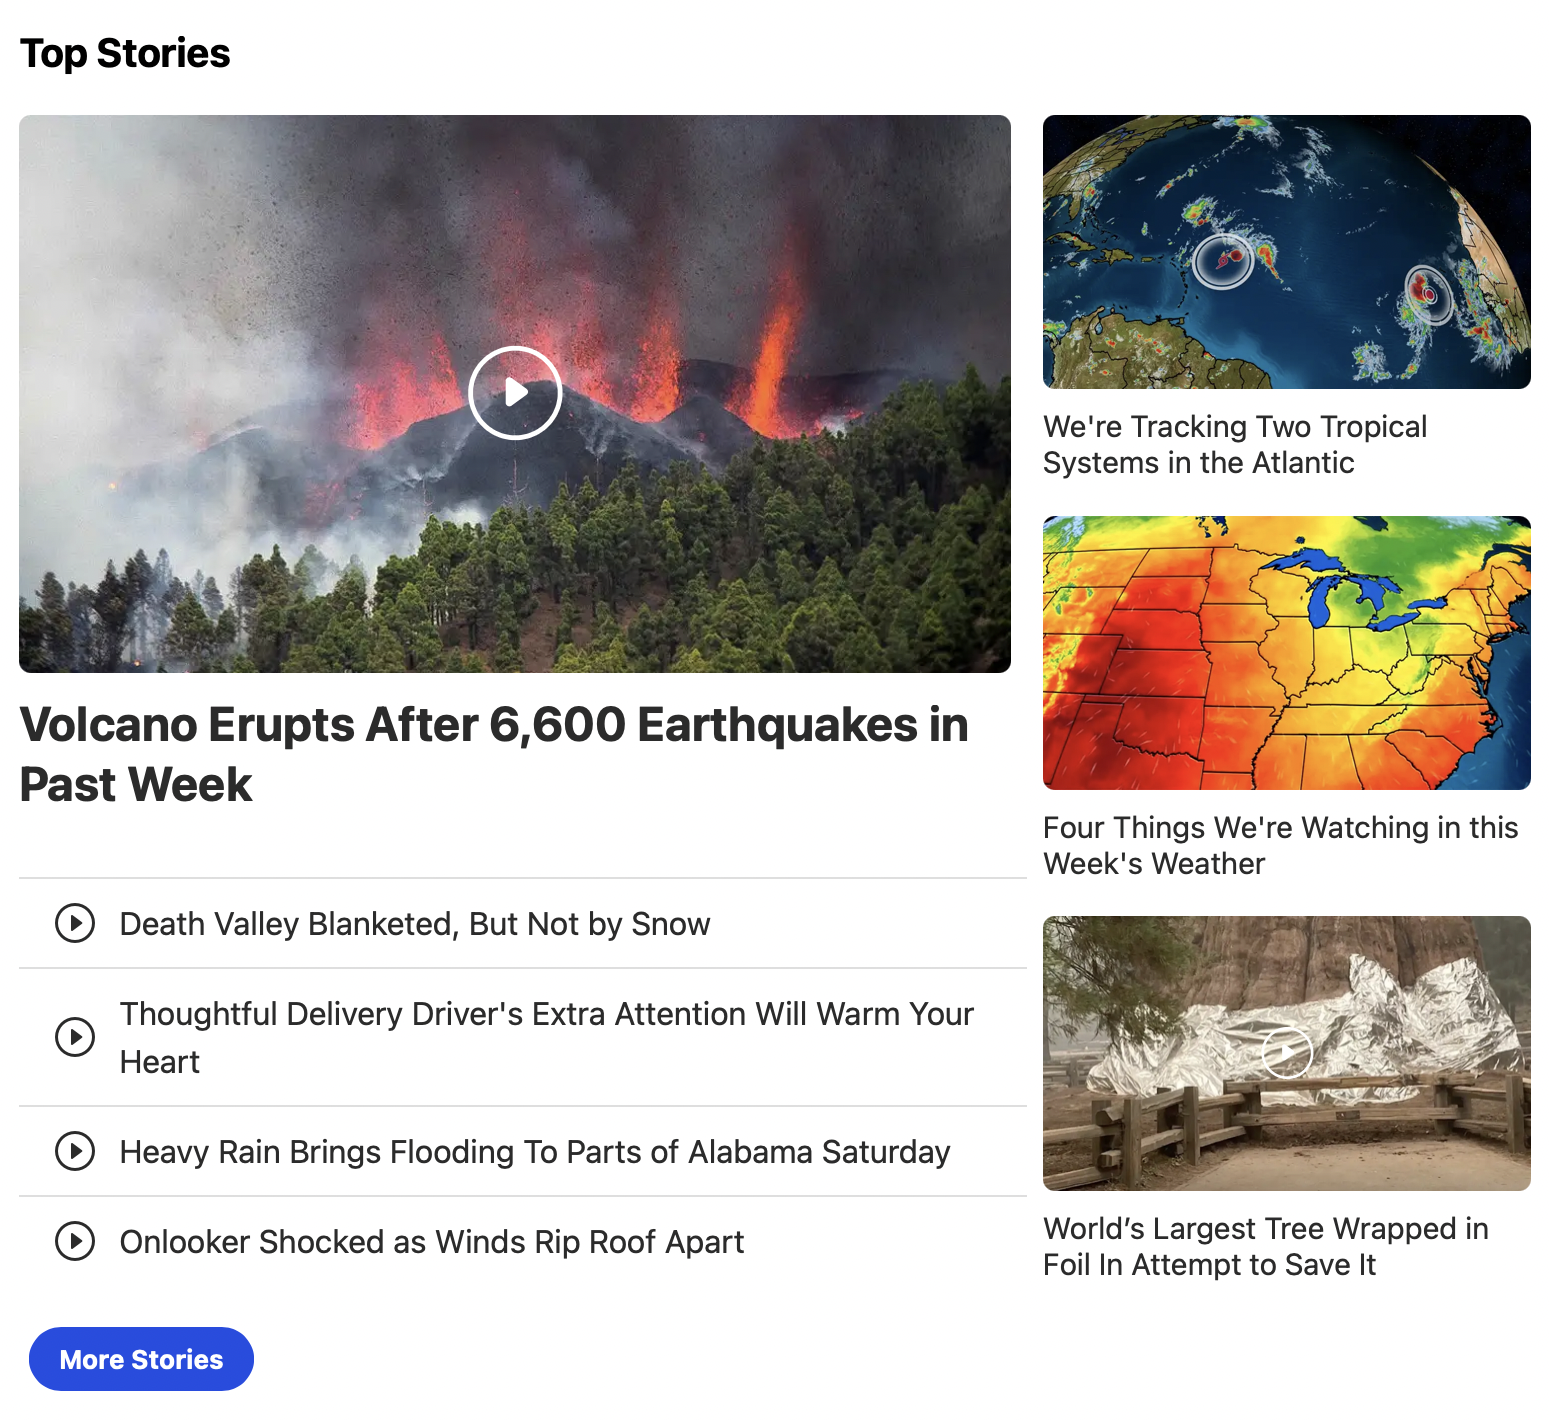 Top Stories
Volcano Erupts After 6,600 Earthquakes in
Past Week
Death Valley Blanketed, But Not by Snow
Thoughtful Delivery Driver's Extra Attention Will Warm Your
Heart
Heavy Rain Brings Flooding To Parts of Alabama Saturday
Onlooker Shocked as Winds Rip Roof Apart
More Stories
We're Tracking Two Tropical
Systems in the Atlantic
Four Things We're Watching in this
Week's Weather
World’s Largest Tree Wrapped in
Foil In Attempt to Save It